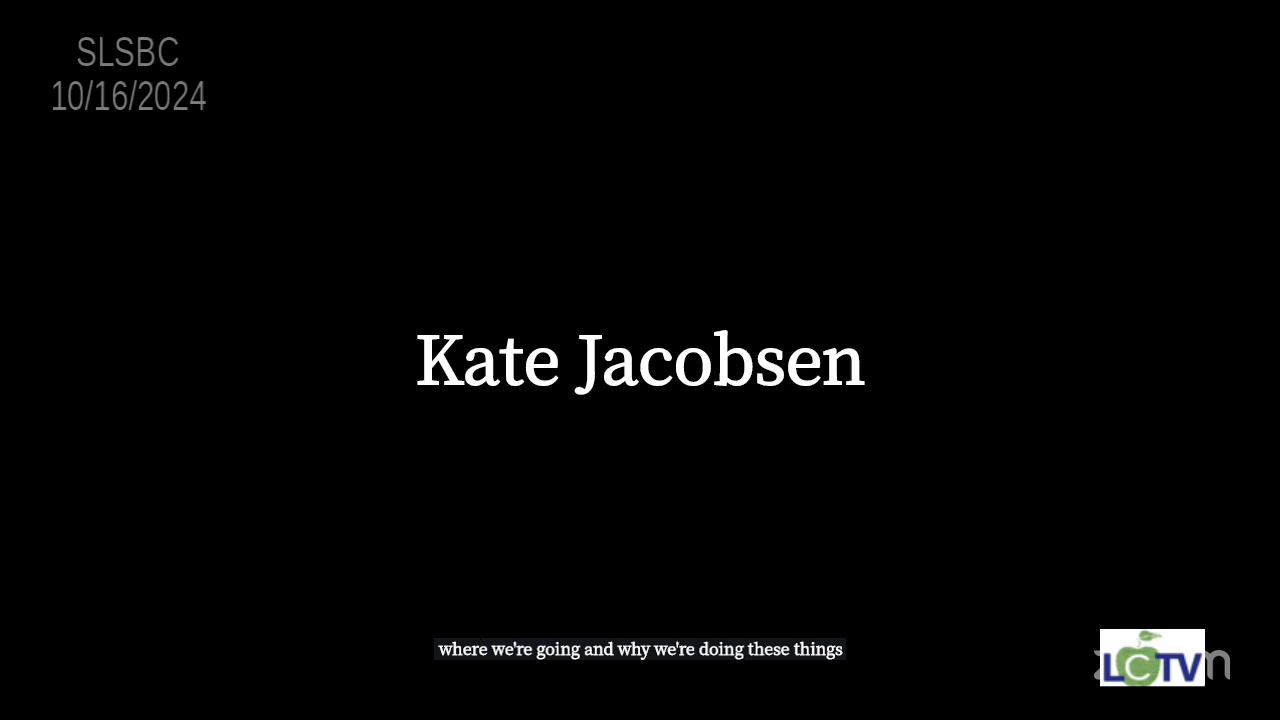 SLSBC
10/16/2024
Kate Jacobsen
where we're going and why we're doing these things
LCTV